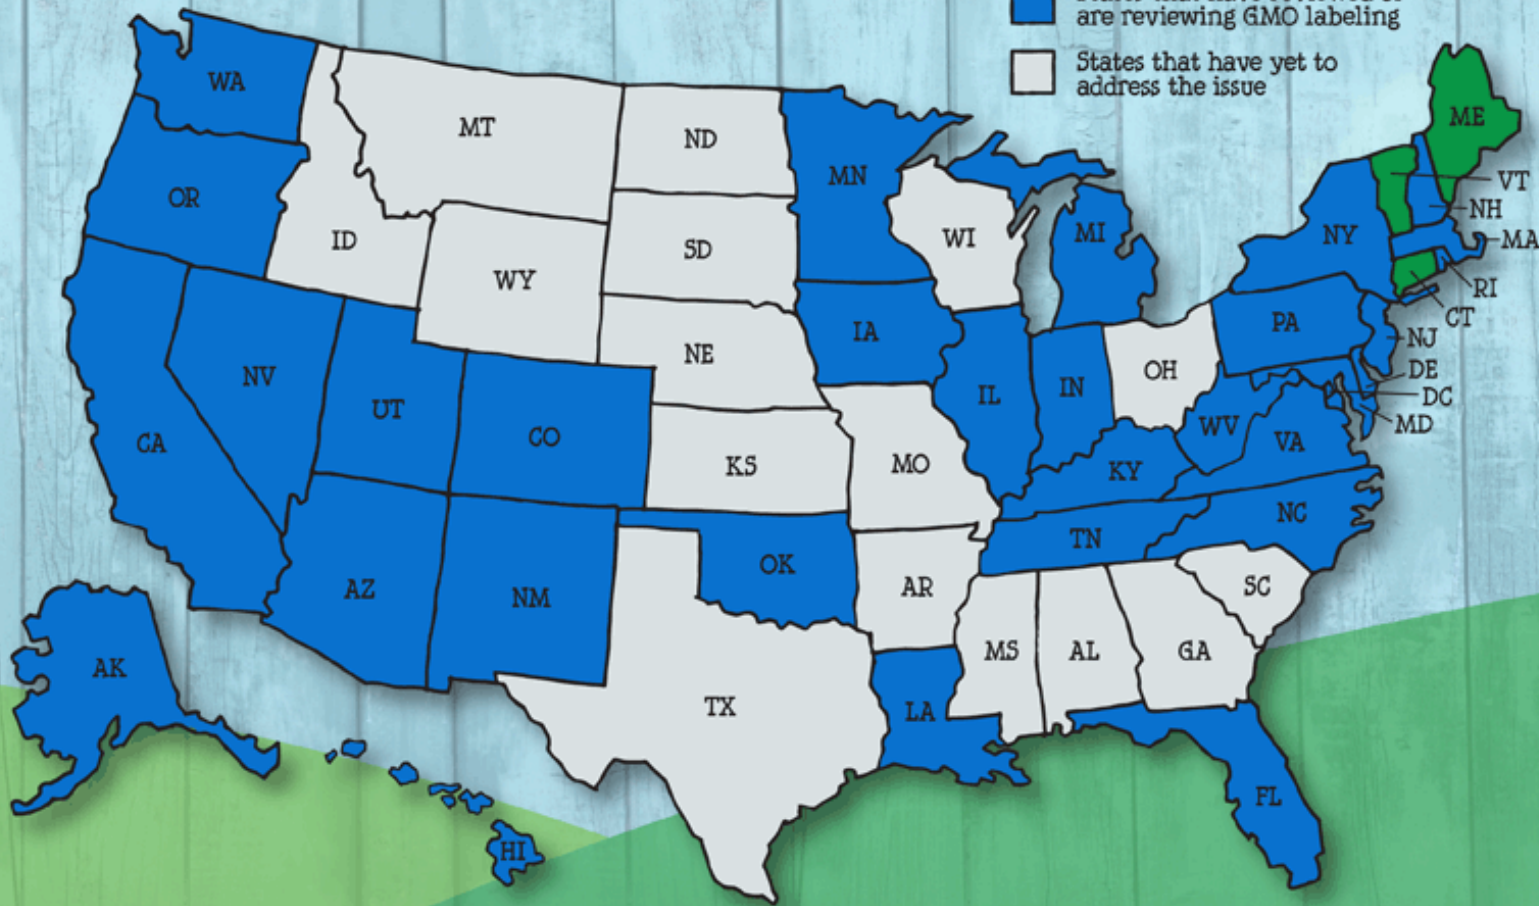 are reviewing GMO labeling
States that have yet to
address the issue
WA
MT
ND
MN
ME
OR
ID
SD
WI
MI
NY
VT
NH
MA
WY
RI
CT
IA
PA
NJ
NE
OH
DE
DC
MD
NV
UT
CO
IL
IN
WV
VA
CA
KS
MO
KY
NC
TN
AZ
NM
OK
AR
SC
MS
AL
GA
AK
TX
LA
FL
HI